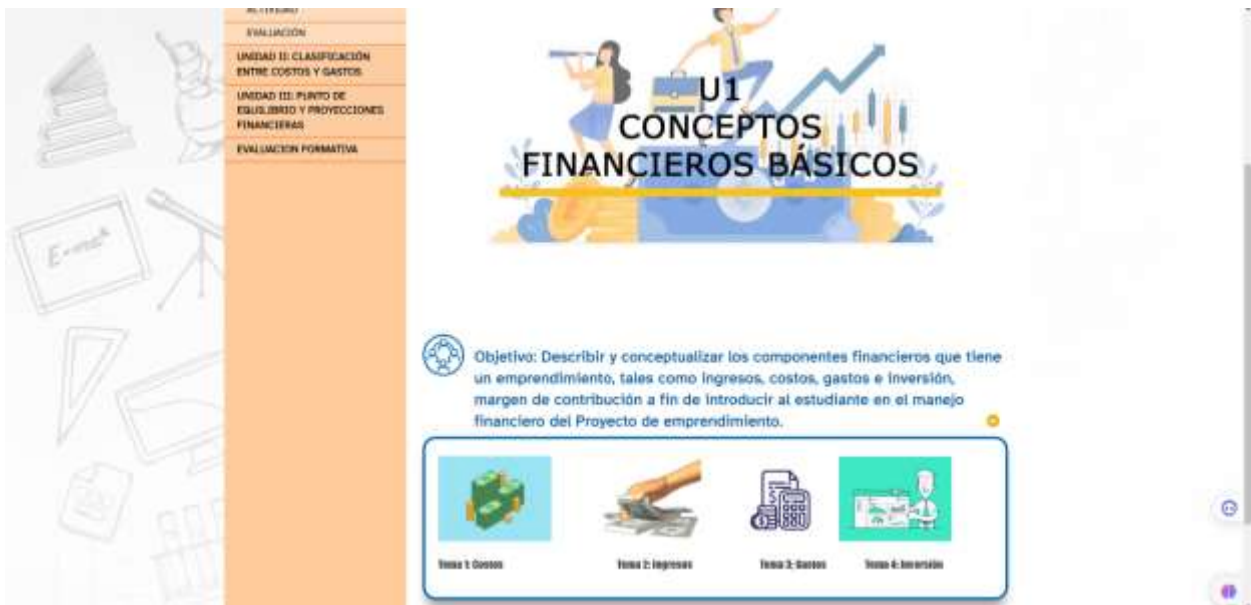 ACTIVIDAD
EVALUACIÓN
UNIDAD II: CLASIFICACIÓN
ENTRE COSTOS Y GASTOS
UNIDAD III: PUNTO DE
EQUILIBRIO Y PROYECCIONES
FINANCIERAS
EVALUACION FORMATIVA
U1
CONCEPTOS
FINANCIEROS BÁSICOS
E=mc²
Objetivo: Describir y conceptualizar los componentes financieros que tiene
un emprendimiento, tales como ingresos, costos, gastos e inversión,
margen de contribución a fin de introducir al estudiante en el manejo
financiero del Proyecto de emprendimiento.
Tema 1: Costos
Tema 2: Ingresos
Tema 3: Gastos
Tema 4: Inversión